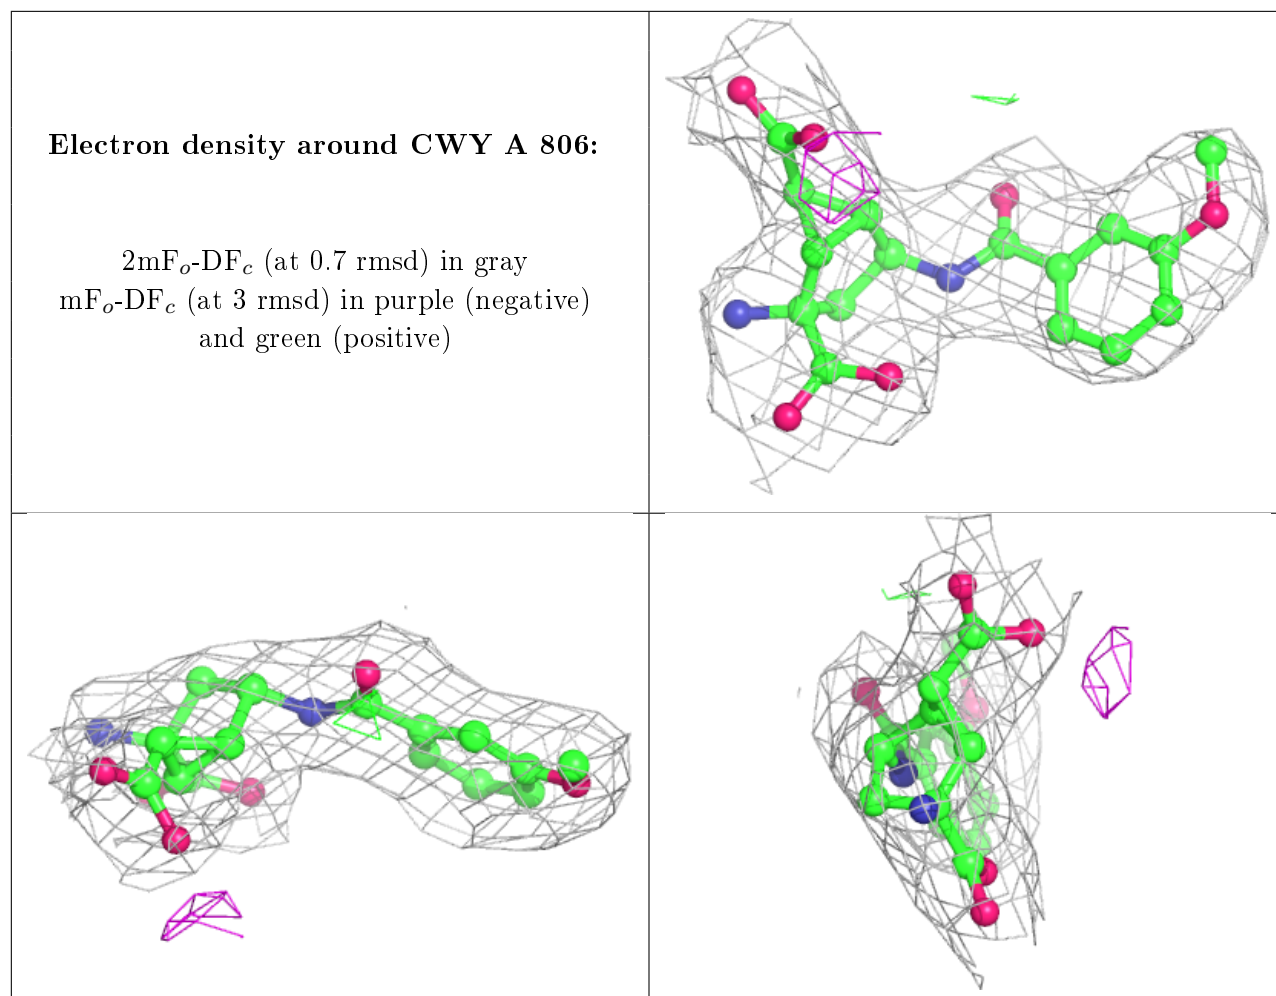 Electron density around CWY A 806:
2mFo-DFc (at 0.7 rmsd) in gray
mFo-DFc (at 3 rmsd) in purple (negative)
and green (positive)